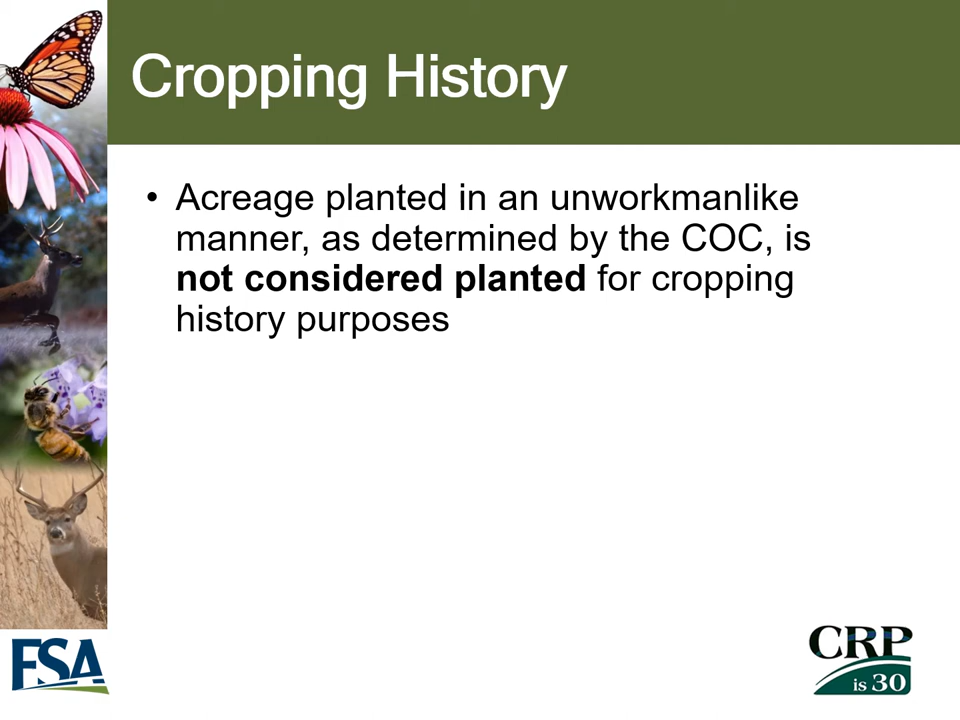 Cropping History
• Acreage planted in an unworkmanlike
manner, as determined by the COC, is
not considered planted for cropping
history purposes
FSA
CRP
is 30